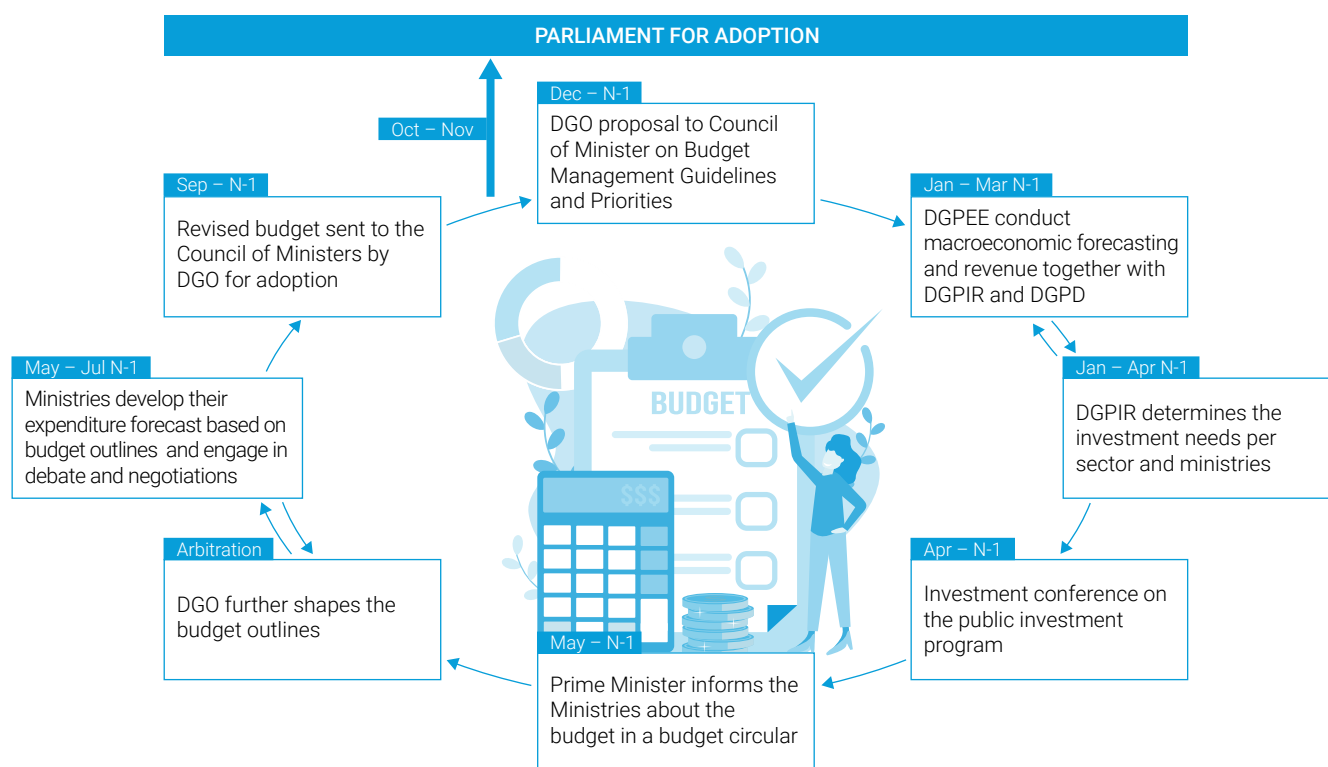 PARLIAMENT FOR ADOPTION
Oct – Nov
Dec – N-1
DGO proposal to Council
of Minister on Budget
Management Guidelines
and Priorities
Jan – Mar N-1
DGPEE conduct
macroeconomic forecasting
and revenue together with
DGPIR and DGPD
Jan – Apr N-1
DGPIR determines the
investment needs per
sector and ministries
Apr – N-1
Investment conference on
the public investment
program
May – N-1
Prime Minister informs the
Ministries about the
budget in a budget circular
Arbitration
DGO further shapes the
budget outlines
May – Jul N-1
Ministries develop their
expenditure forecast based on
budget outlines and engage in
debate and negotiations
Sep – N-1
Revised budget sent to the
Council of Ministers by
DGO for adoption
BUDGET
$$$